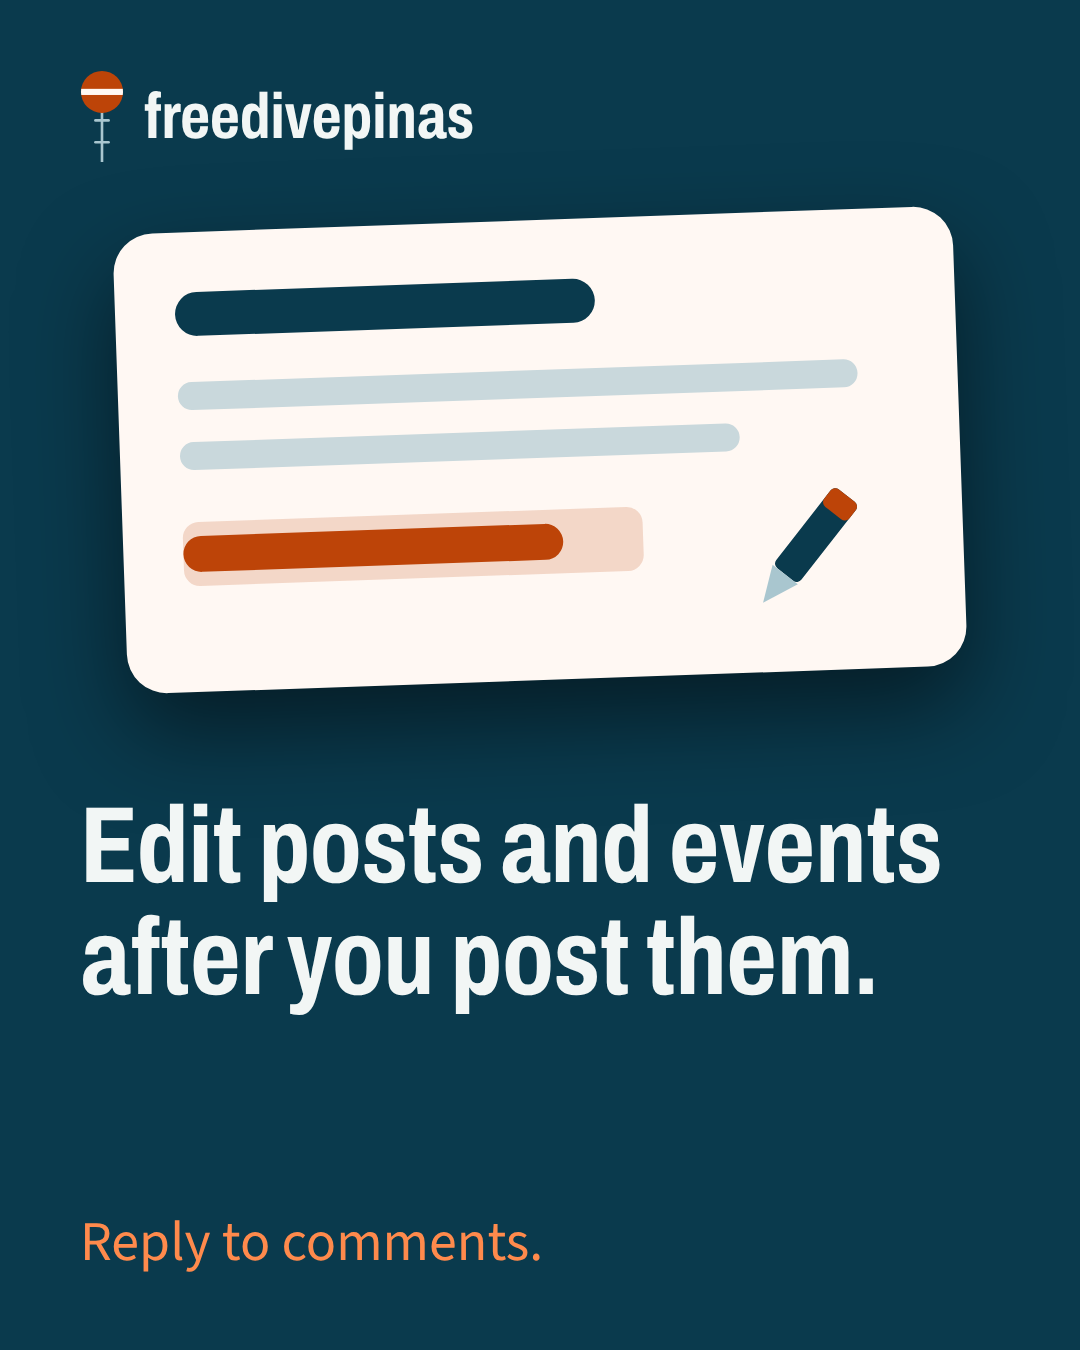 freedivepinas
Edit posts and events
after you post them.
Reply to comments.